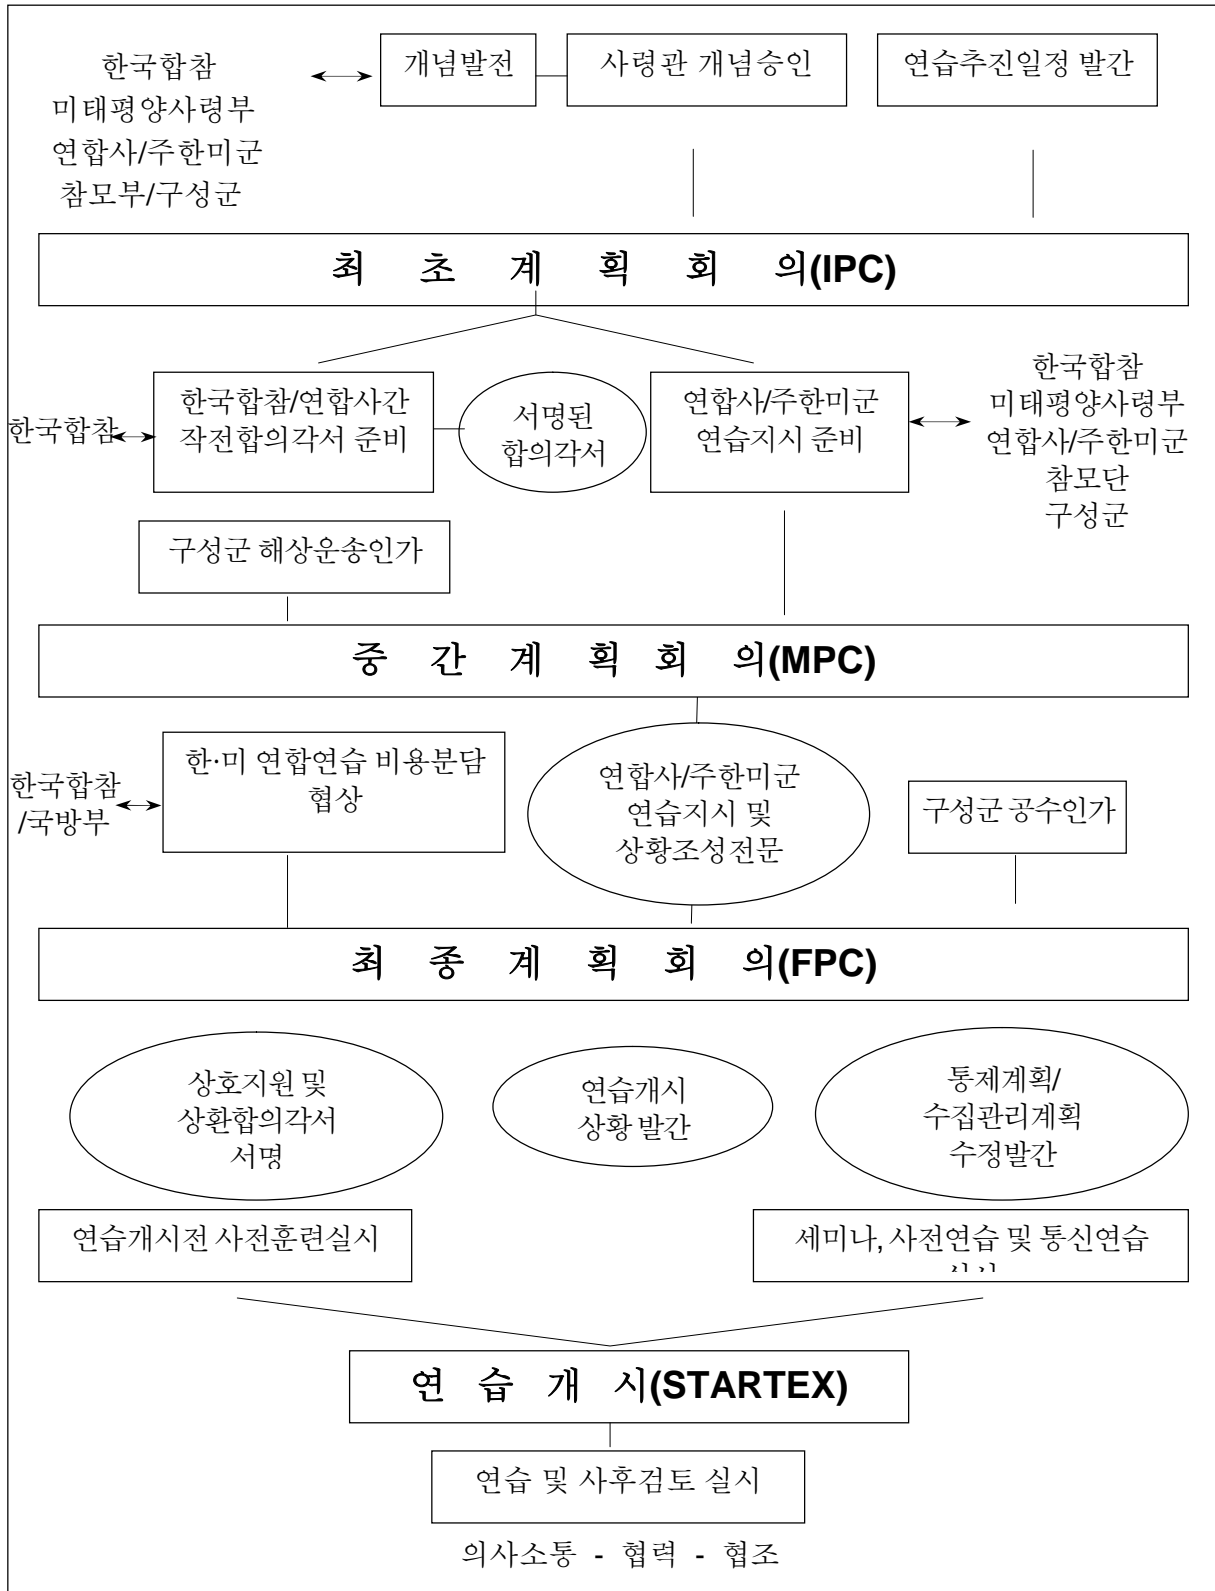 한국합참
미태평양사령부
연합사/주한미군
참모부/구성군
개념발전
사령관 개념승인
연습추진일정 발간
최 초 계 획 회 의(IPC)
한국합참
한국합참/연합사간
작전합의각서 준비
서명된
합의각서
연합사/주한미군
연습지시 준비
한국합참
미태평양사령부
연합사/주한미군
참모단
구성군
구성군 해상운송인가
중 간 계 획 회 의(MPC)
한국합참
/국방부
한·미 연합연습 비용분담
협상
연합사/주한미군
연습지시 및
상황조성전문
구성군 공수인가
최 종 계 획 회 의(FPC)
상호지원 및
상환합의각서
서명
연습개시
상황 발간
통제계획/
수집관리계획
수정발간
연습개시전 사전훈련실시
세미나, 사전연습 및 통신연습
연 습 개 시(STARTEX)
연습 및 사후검토 실시
의사소통 - 협력 - 협조